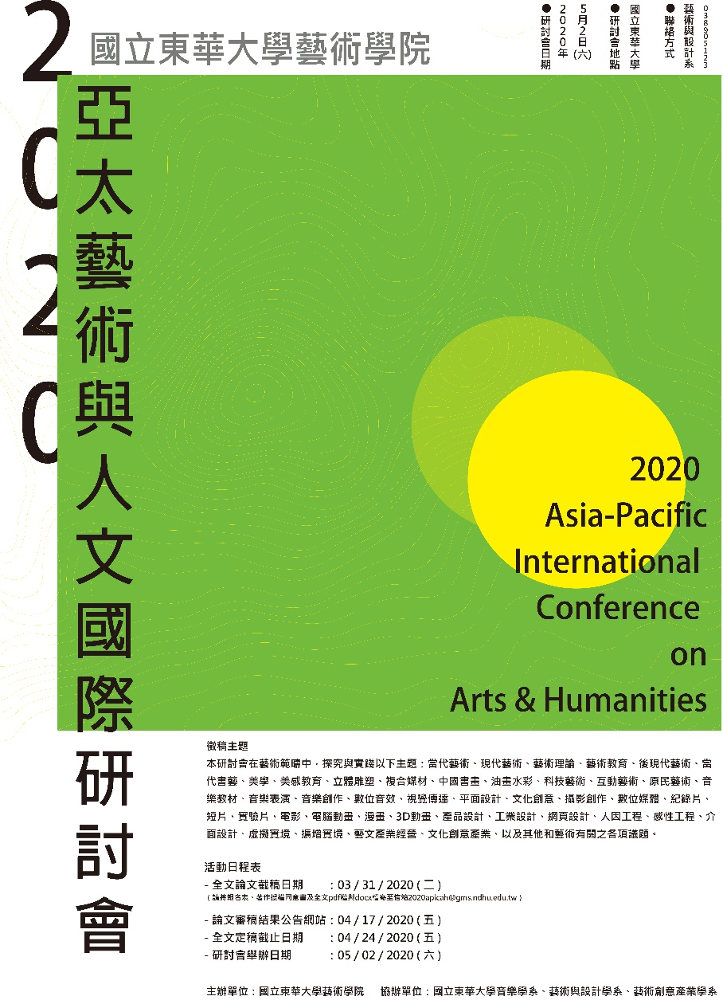 2020
國立東華大學藝術學院
●研討會日期
2020年
5月2日(六)
●研討會地點
國立東華大學
●聯絡方式
藝術與設計系
038905123
亞太藝術與人文國際研討會
2020
Asia-Pacific
International
Conference
on
Arts & Humanities
徵稿主題
本研討會在藝術範疇中，探究與實踐以下主題：當代藝術、現代藝術、藝術理論、藝術教育、後現代藝術、當
代書藝、美學、美感教育、立體雕塑、複合媒材、中國書畫、油畫水彩、科技藝術、互動藝術、原民藝術、音
樂教材、音樂表演、音樂創作、數位音效、視覺傳達、平面設計、文化創意、攝影創作、數位媒體、紀錄片、
短片、實驗片、電影、電腦動畫、漫畫、3D動畫、產品設計、工業設計、網頁設計、人因工程、感性工程、介
面設計、虛擬實境、擴增實境、藝文產業經營、文化創意產業、以及其他和藝術有關之各項議題。
活動日程表
- 全文論文截稿日期 : 03 / 31 / 2020 ( 二 )
（請將報名表、著作授權同意書及全文pdf檔與docx檔寄至信箱2020apicah@gms.ndhu.edu.tw）
- 論文審稿結果公告網站 : 04 / 17 / 2020 ( 五 )
- 全文定稿截止日期 : 04 / 24 / 2020 ( 五 )
- 研討會舉辦日期 : 05 / 02 / 2020 ( 六 )
主辦單位：國立東華大學藝術學院 協辦單位：國立東華大學音樂學系、藝術與設計學系、藝術創意產業學系